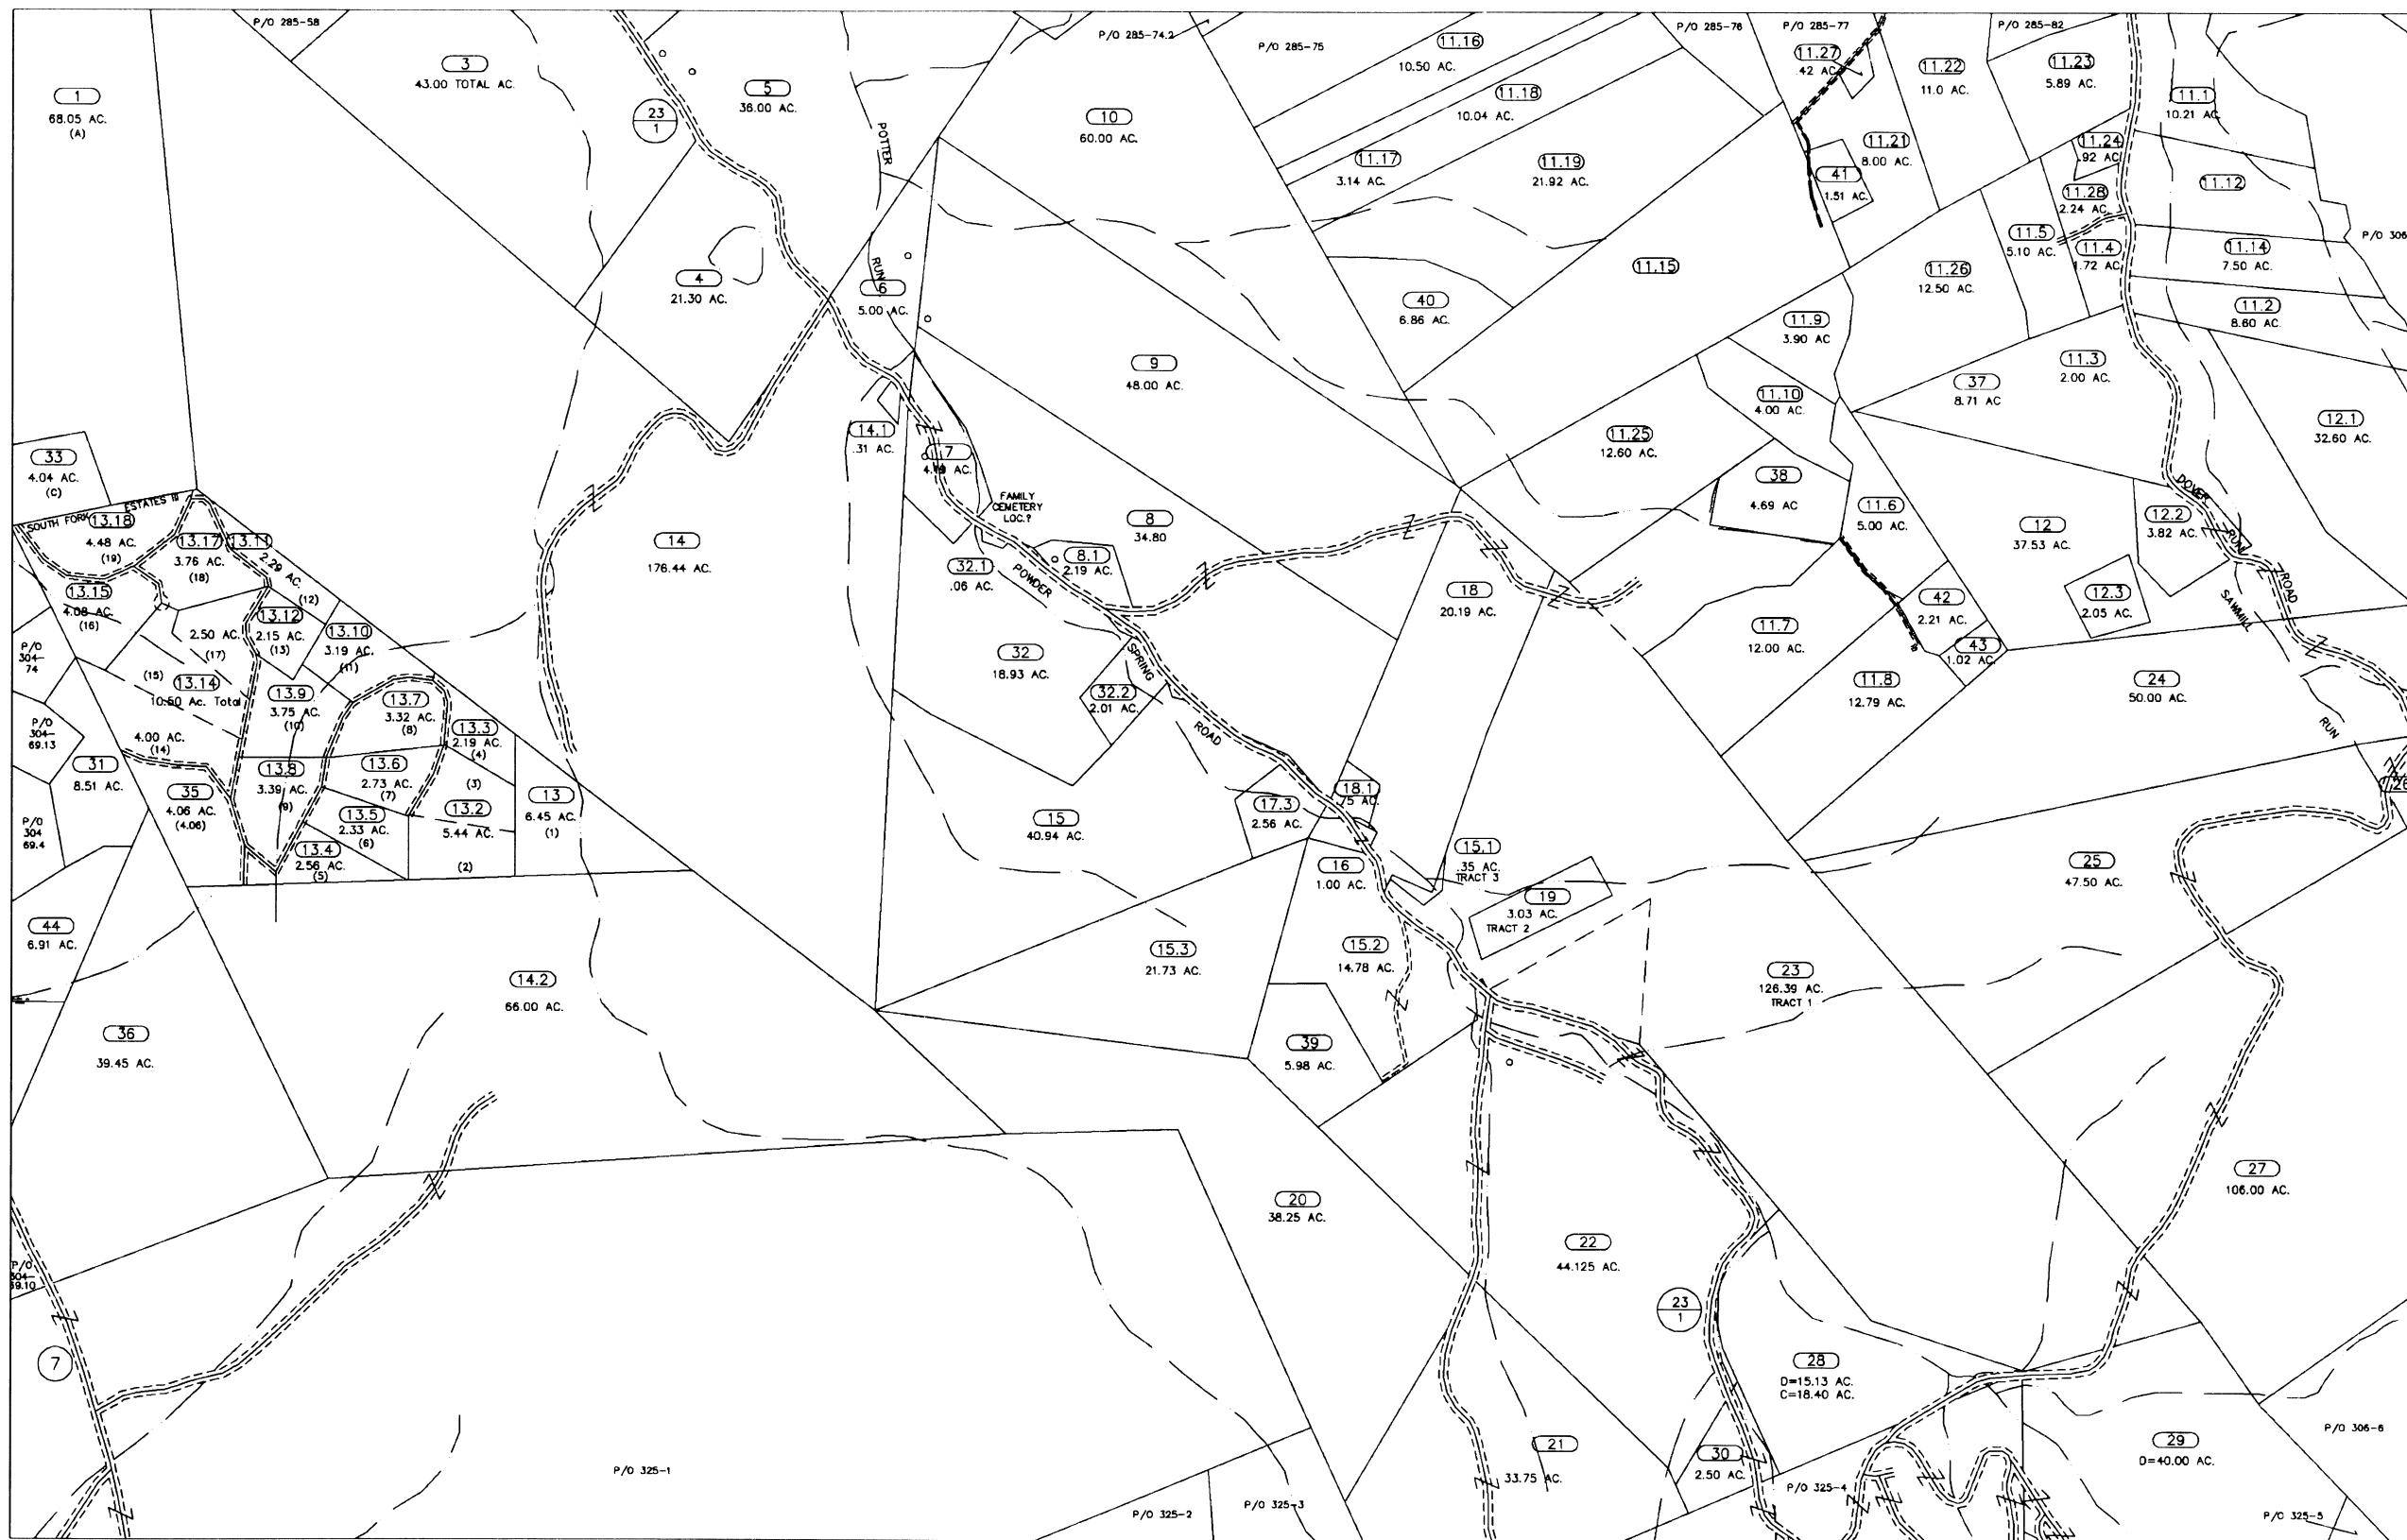 P/O 285-58
3
43.00 TOTAL AC.
1
68.05 AC.
(A)
23
1
5
36.00 AC.
POTTER
RUN
P/O 285-74.2
10
60.00 AC.
P/O 285-75
11.16
10.50 AC.
11.18
10.04 AC.
11.17
3.14 AC.
11.19
21.92 AC.
P/O 285-76
P/O 285-77
11.27
.42 AC
11.22
11.0 AC.
P/O 285-82
11.23
5.89 AC.
11.1
10.21 AC
11.21
8.00 AC.
41
1.51 AC.
11.24
.92 AC
11.28
2.24 AC
11.12
11.5
5.10 AC.
11.4
1.72 AC
11.14
7.50 AC.
P/O 306
11.15
11.26
12.50 AC.
11.2
8.60 AC.
4
21.30 AC.
6
5.00 AC.
40
6.86 AC.
11.9
3.90 AC
9
48.00 AC.
11.3
2.00 AC.
37
8.71 AC
11.10
4.00 AC.
12.1
32.60 AC.
14.1
.31 AC.
7
11.25
12.60 AC.
33
4.04 AC.
(C)
38
4.69 AC
DOVER
RUN
ROAD
SOUTH FORK ESTATES III
13.18
4.48 AC.
(19)
13.17
3.76 AC.
(18)
13.11
2.29 AC.
(12)
FAMILY
CEMETERY
LOC.?
8
34.80
11.6
5.00 AC.
12
37.53 AC.
12.2
3.82 AC.
14
176.44 AC.
8.1
2.19 AC.
32.1
.06 AC.
POWDER
SPRING
ROAD
13.15
4.08 AC.
(16)
13.12
2.15 AC.
(13)
13.10
3.19 AC.
(11)
2.50 AC.
(17)
18
20.19 AC.
42
2.21 AC.
12.3
2.05 AC.
SAWMILL
RUN
P/O
304-
74
11.7
12.00 AC.
43
1.02 AC.
32
18.93 AC.
32.2
2.01 AC.
(15)
13.14
10.50 Ac. Total
13.9
3.75 AC.
(10)
13.7
3.32 AC.
(8)
13.3
2.19 AC.
(4)
11.8
12.79 AC.
24
50.00 AC.
P/O
304-
69.13
4.00 AC.
(14)
31
8.51 AC.
35
4.06 AC.
(4.06)
13.8
3.39 AC.
(9)
13.6
2.73 AC.
(7)
(3)
13.2
5.44 AC.
(2)
13
6.45 AC.
(1)
13.5
2.33 AC.
(6)
13.4
2.56 AC.
(5)
P/O
304
69.4
15
40.94 AC.
17.3
2.56 AC.
18.1
26
16
1.00 AC.
15.1
.35 AC.
TRACT 3
25
47.50 AC.
19
3.03 AC.
TRACT 2
44
6.91 AC.
15.3
21.73 AC.
15.2
14.78 AC.
23
126.39 AC.
TRACT 1
14.2
66.00 AC.
36
39.45 AC.
39
5.98 AC.
27
106.00 AC.
20
38.25 AC.
22
44.125 AC.
23
1
7
28
D=15.13 AC.
C=18.40 AC.
21
33.75 AC.
30
2.50 AC.
P/O 325-1
P/O 325-2
P/O 325-3
P/O 325-4
29
D=40.00 AC.
P/O 306-6
P/O 325-5